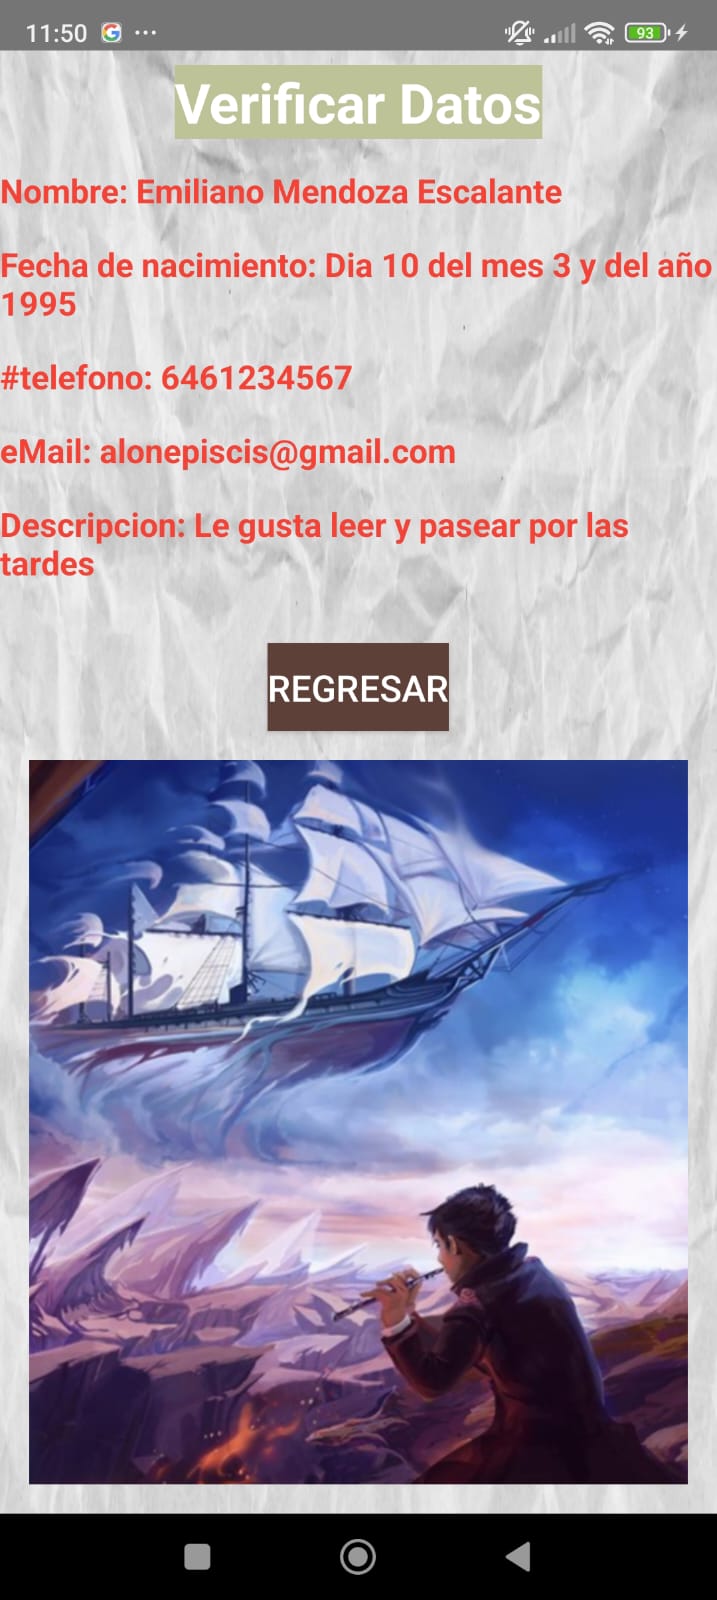 11:50
93
Verificar Datos
Nombre: Emiliano Mendoza Escalante
Fecha de nacimiento: Dia 10 del mes 3 y del año
1995
#telefono: 6461234567
eMail: alonepiscis@gmail.com
Descripcion: Le gusta leer y pasear por las
tardes
REGRESAR